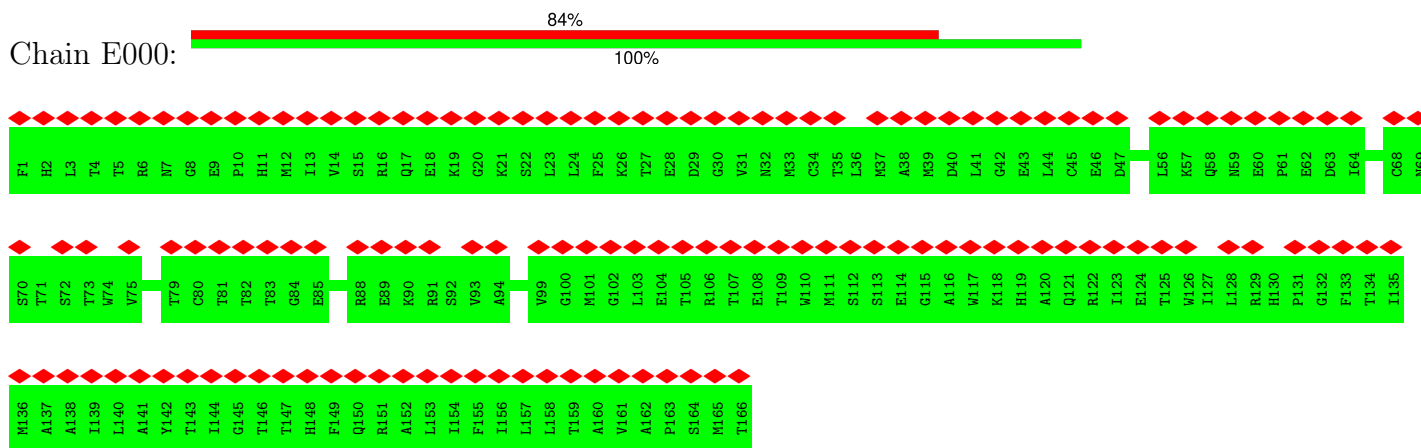 84%
Chain E000:
100%
F1 H2 L3 T4 T5 R6 N7 G8 E9 P10 H11 M12 I13 V14 S15 R16 Q17 E18 K19 G20 K21 S22 L23 L24 F25 K26 T27 E28 D29 G30 V31 N32 M33 C34 T35 L36 M37 A38 M39 D40 L41 G42 E43 L44 C45 E46 D47 L56 K57 Q58 N59 E60 P61 E62 D63 I64 C68 N69
S70 T71 S72 T73 W74 V75 T79 C80 T81 T82 T83 G84 E85 R88 E89 K90 R91 S92 V93 A94 V99 G100 M101 G102 L103 E104 T105 R106 T107 E108 T109 W110 M111 S112 S113 E114 G115 A116 W117 K118 H119 A120 Q121 R122 I123 E124 T125 W126 I127 L128 R129 H130 P131 G132 F133 T134 I135
M136 A137 A138 I139 L140 A141 Y142 T143 I144 G145 T146 T147 H148 F149 Q150 R151 A152 L153 I154 F155 I156 L157 L158 T159 A160 V161 A162 P163 S164 M165 T166